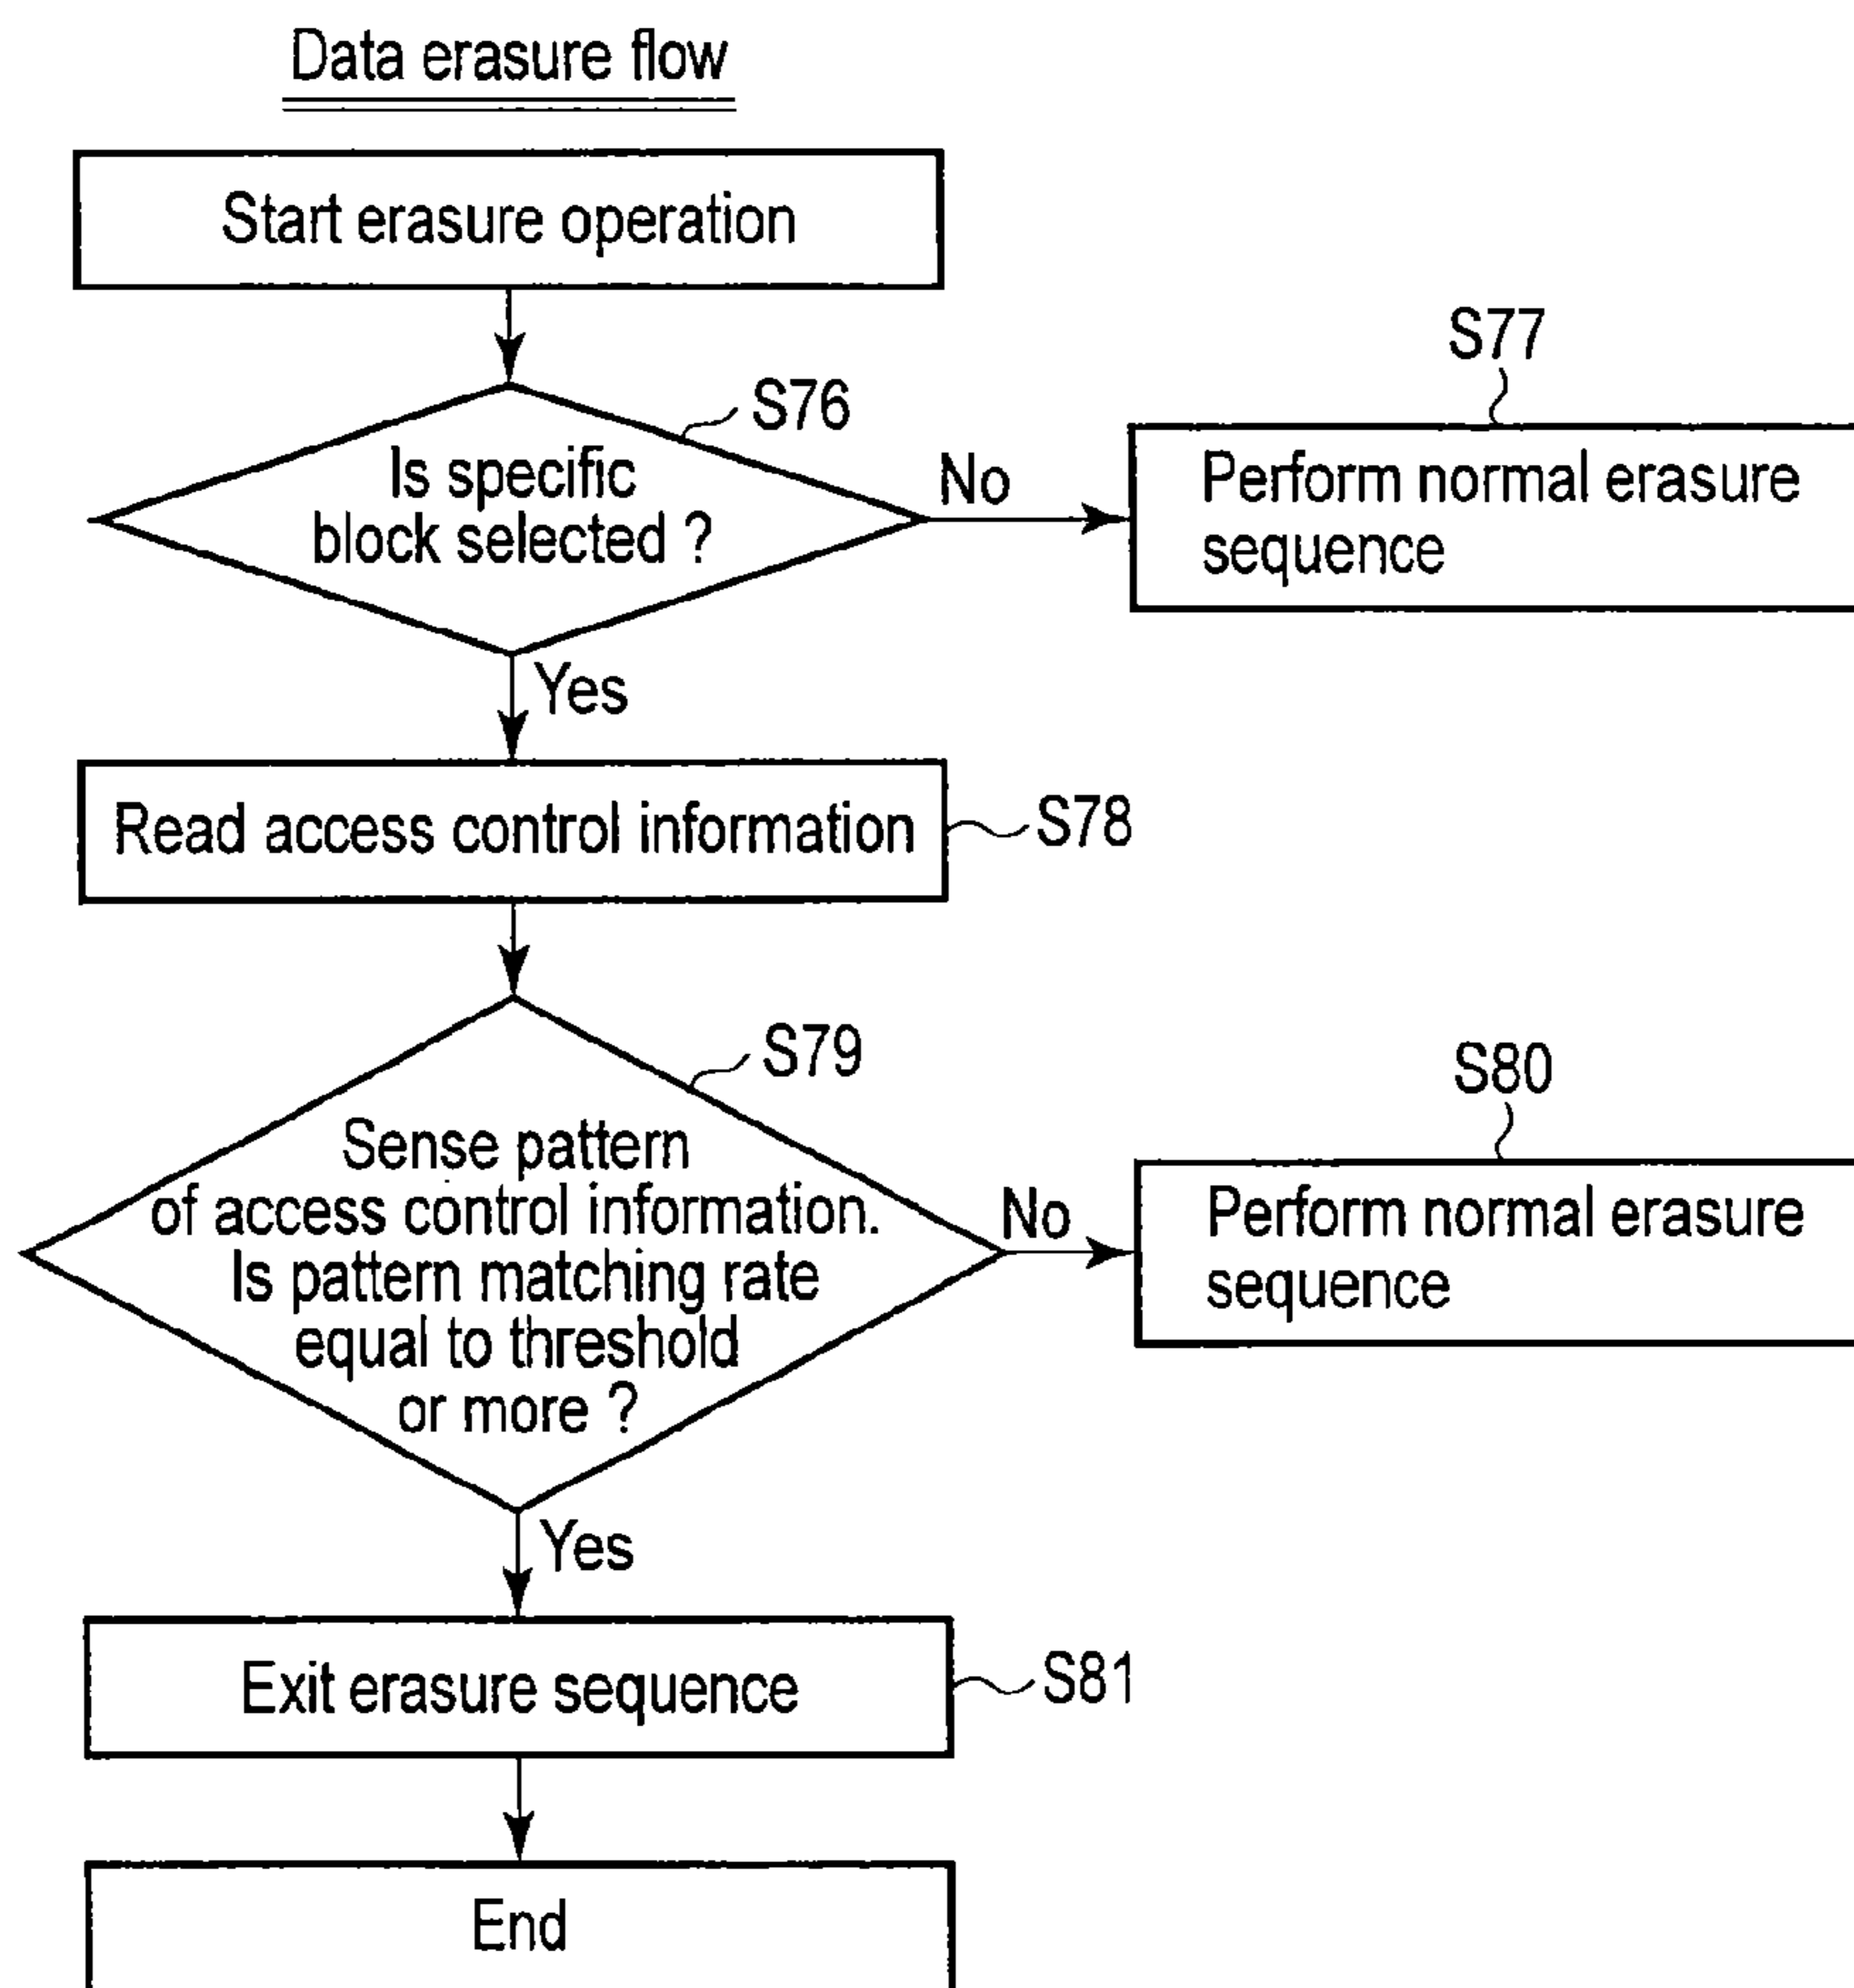 Data erasure flow
Start erasure operation
S76
Is specific
block selected ?
No
S77
Perform normal erasure
sequence
Yes
Read access control information
S78
S79
Sense pattern
of access control information.
Is pattern matching rate
equal to threshold
or more ?
No
S80
Perform normal erasure
sequence
Yes
Exit erasure sequence
S81
End